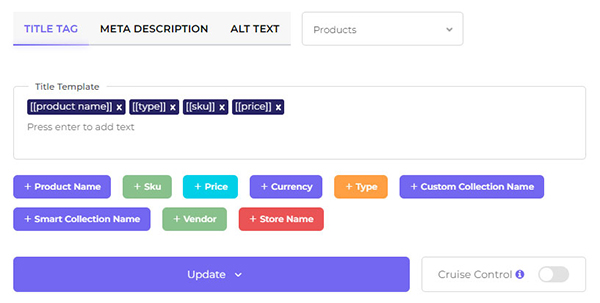 TITLE TAG META DESCRIPTION ALT TEXT Products
Title Template
[[product name]] x [[type]] x [[sku]] x [[price]] x
Press enter to add text
+ Product Name + Sku + Price + Currency + Type + Custom Collection Name
+ Smart Collection Name + Vendor + Store Name
Update Cruise Control i